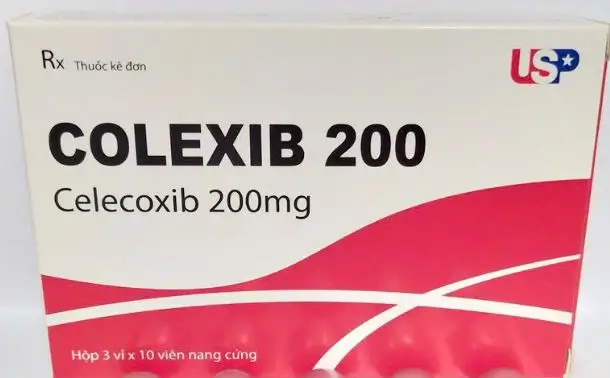 Rx Thuốc kê đơn
USP
COLEXIB 200
Celecoxib 200mg
Hộp 3 vỉ x 10 viên nang cứng